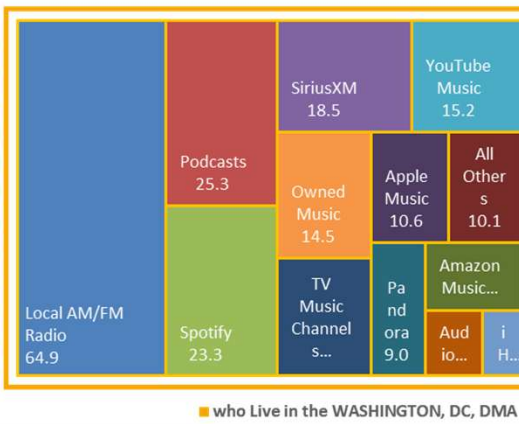 Local AM/FM
Radio
64.9
Podcasts
25.3
Spotify
23.3
SiriusXM
18.5
YouTube
Music
15.2
Owned
Music
14.5
TV
Music
Channel
s...
Apple
Music
10.6
All
Other
s
10.1
Pa
nd
ora
9.0
Amazon
Music...
Aud
io...
i
H...
who Live in the WASHINGTON, DC, DMA